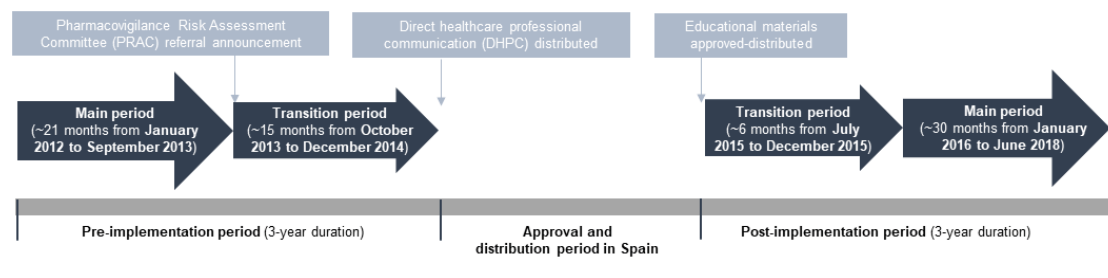 Pharmacovigilance Risk Assessment
Committee (PRAC) referral announcement
Direct healthcare professional
communication (DHPC) distributed
Educational materials
approved-distributed
Main period
(~21 months from January
2012 to September 2013)
Transition period
(~15 months from October
2013 to December 2014)
Transition period
(~6 months from July
2015 to December 2015)
Main period
(~30 months from January
2016 to June 2018)
Pre-implementation period (3-year duration)
Approval and
distribution period in Spain
Post-implementation period (3-year duration)